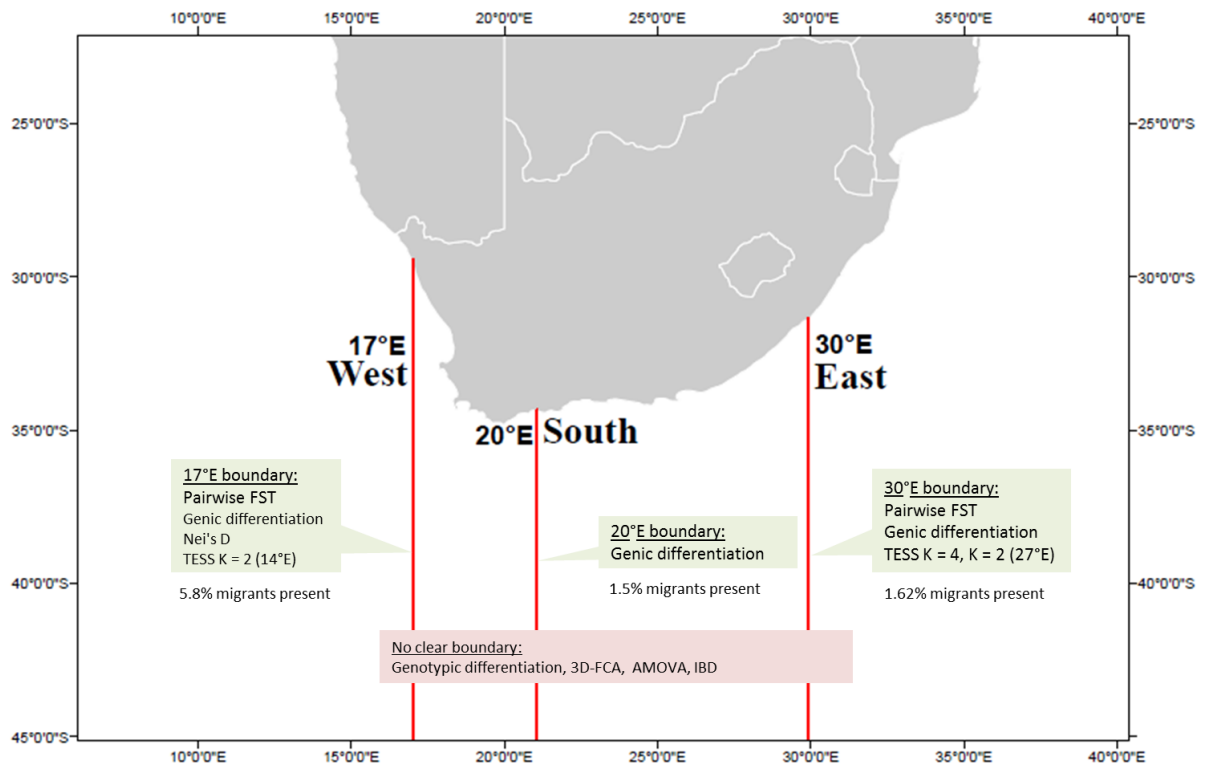 10°0'0"E 15°0'0"E 20°0'0"E 25°0'0"E 30°0'0"E 35°0'0"E 40°0'0"E
25°0'0"S 25°0'0"S
30°0'0"S 30°0'0"S
17°E
West
30°E
East
20°E South
35°0'0"S 35°0'0"S
17°E boundary:
Pairwise FST
Genic differentiation
Nei's D
TESS K = 2 (14°E)
5.8% migrants present
20°E boundary:
Genic differentiation
1.5% migrants present
30°E boundary:
Pairwise FST
Genic differentiation
TESS K = 4, K = 2 (27°E)
1.62% migrants present
40°0'0"S 40°0'0"S
No clear boundary:
Genotypic differentiation, 3D-FCA, AMOVA, IBD
45°0'0"S
10°0'0"E 15°0'0"E 20°0'0"E 25°0'0"E 30°0'0"E 35°0'0"E 40°0'0"E